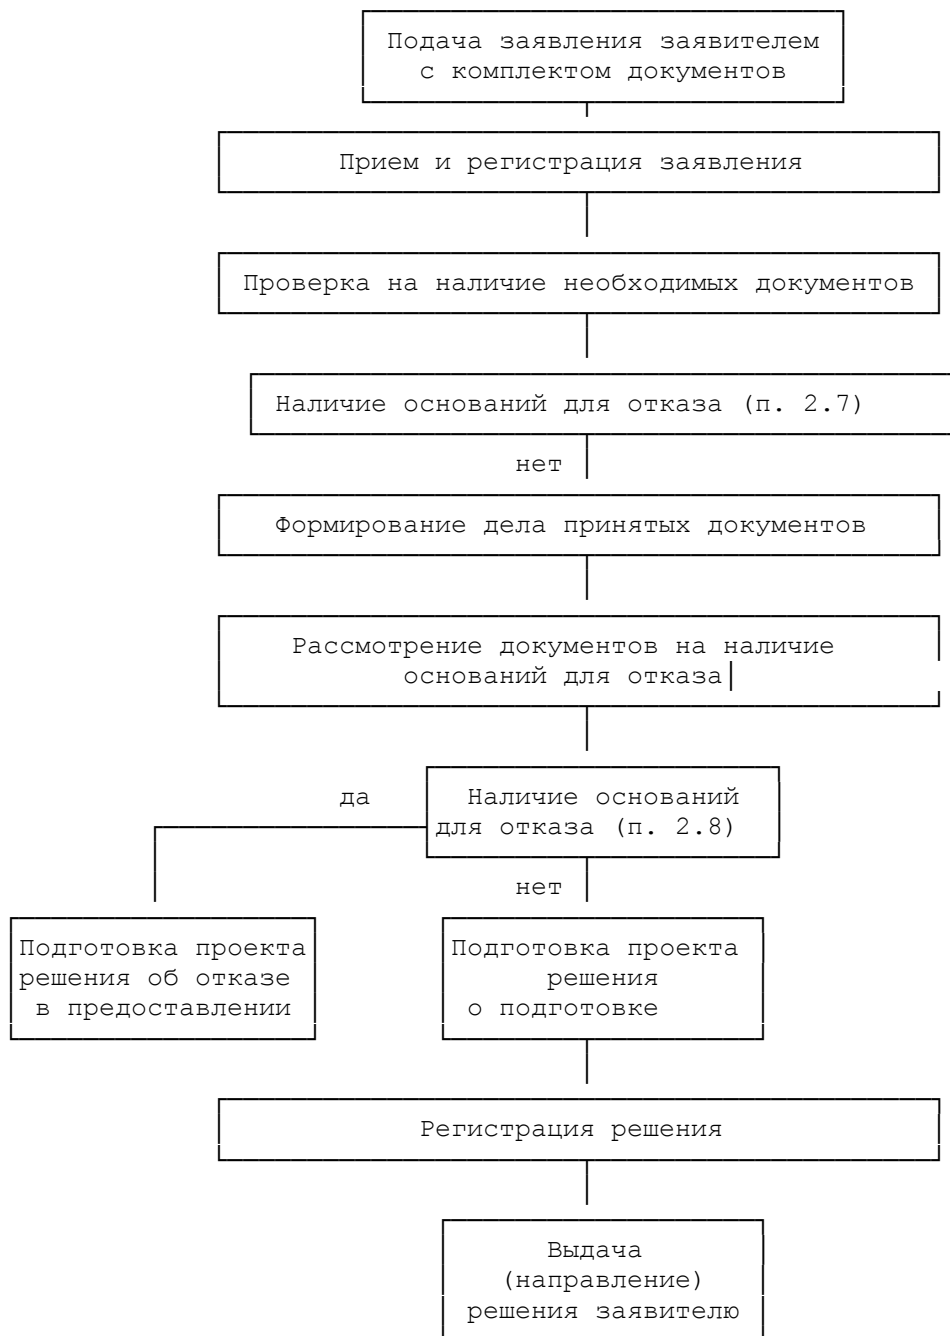 Подача заявления заявителем
с комплектом документов
Прием и регистрация заявления
Проверка на наличие необходимых документов
Наличие оснований для отказа (п. 2.7)
нет
Формирование дела принятых документов
Рассмотрение документов на наличие
оснований для отказа
да
Наличие оснований
для отказа (п. 2.8)
нет
Подготовка проекта
решения об отказе
в предоставлении
Подготовка проекта
решения
о подготовке
Регистрация решения
Выдача
(направление)
решения заявителю